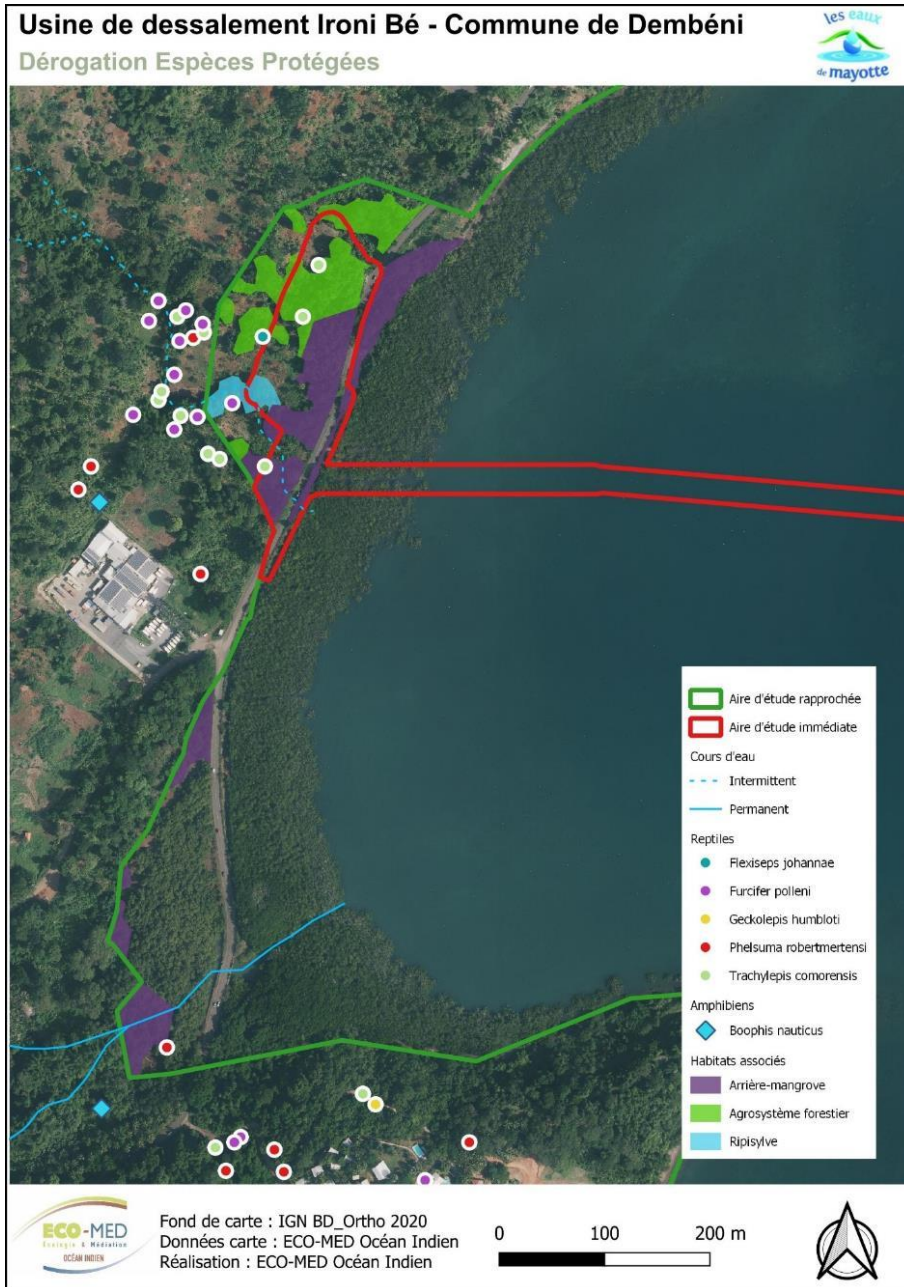 Usine de dessalement Ironi Bé - Commune de Dembéni
Dérogation Espèces Protégées
les eaux
de mayotte
Aire d'étude rapprochée
Aire d'étude immédiate
Cours d'eau
Intermittent
Permanent
Reptiles
Flexiseps johannae
Furcifer polleni
Geckolepis humbloti
Phelsuma robertmertensi
Trachylepis comorensis
Amphibiens
Boophis nauticus
Habitats associés
Arrière-mangrove
Agrosystème forestier
Ripisylve
ECO-MED
Écologie & Médiation
OCÉAN INDIEN
Fond de carte : IGN BD_Ortho 2020
Données carte : ECO-MED Océan Indien
Réalisation : ECO-MED Océan Indien
0 100 200 m